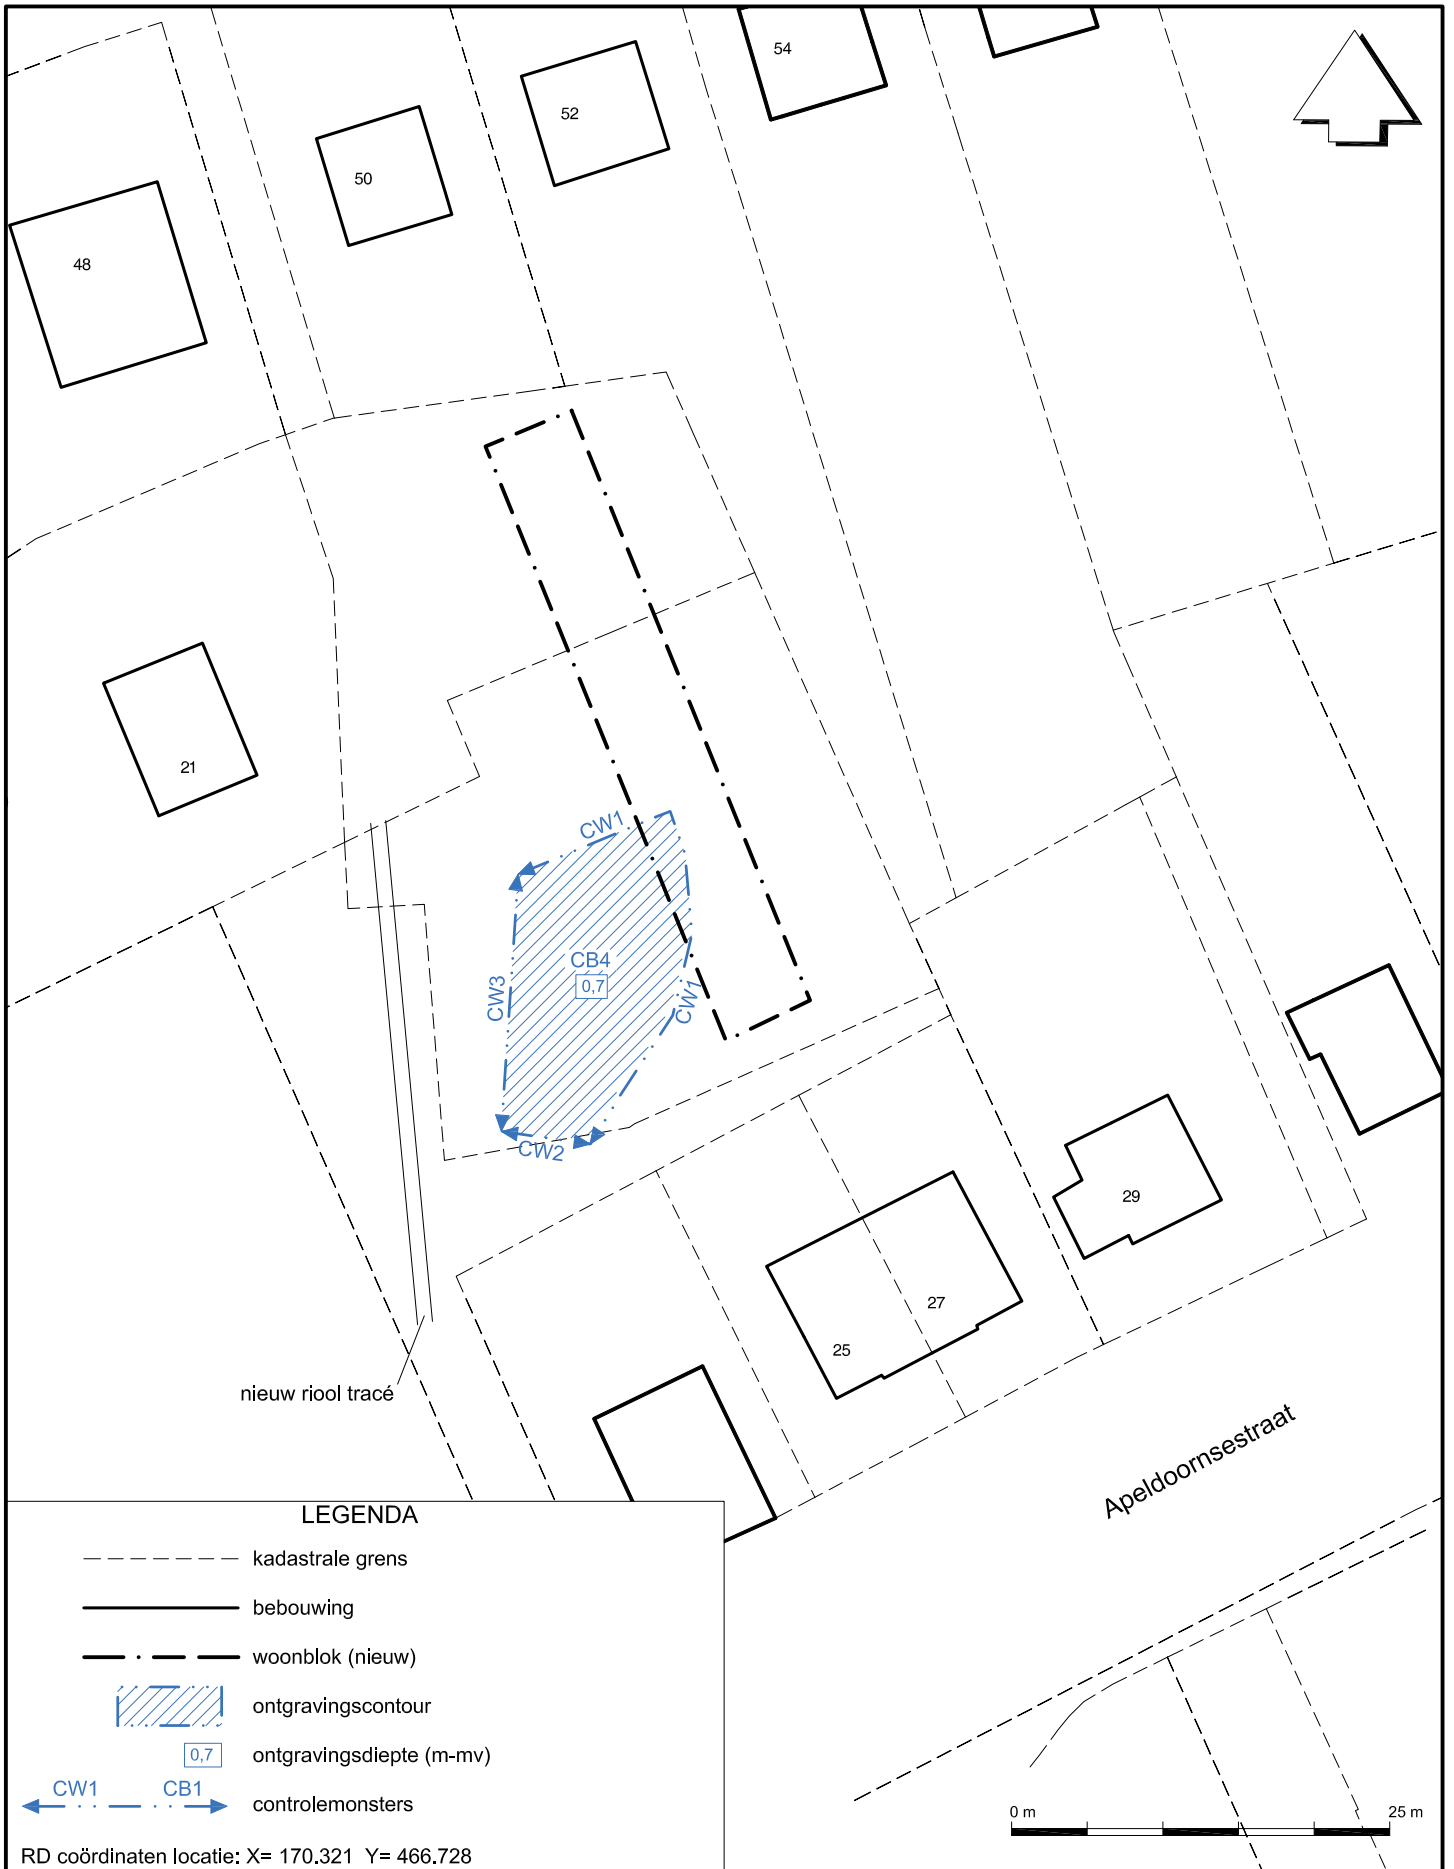 54
52
50
48
21
CW1
CB4
0,7
CW3
CW1
CW2
29
27
25
nieuw riool tracé
Apeldoornsestraat
LEGENDA
kadastrale grens
bebouwing
woonblok (nieuw)
ontgravingscontour
0,7 ontgravingsdiepte (m-mv)
CW1 CB1 controlemonsters
0 m 25 m
RD coördinaten locatie: X= 170.321 Y= 466.728